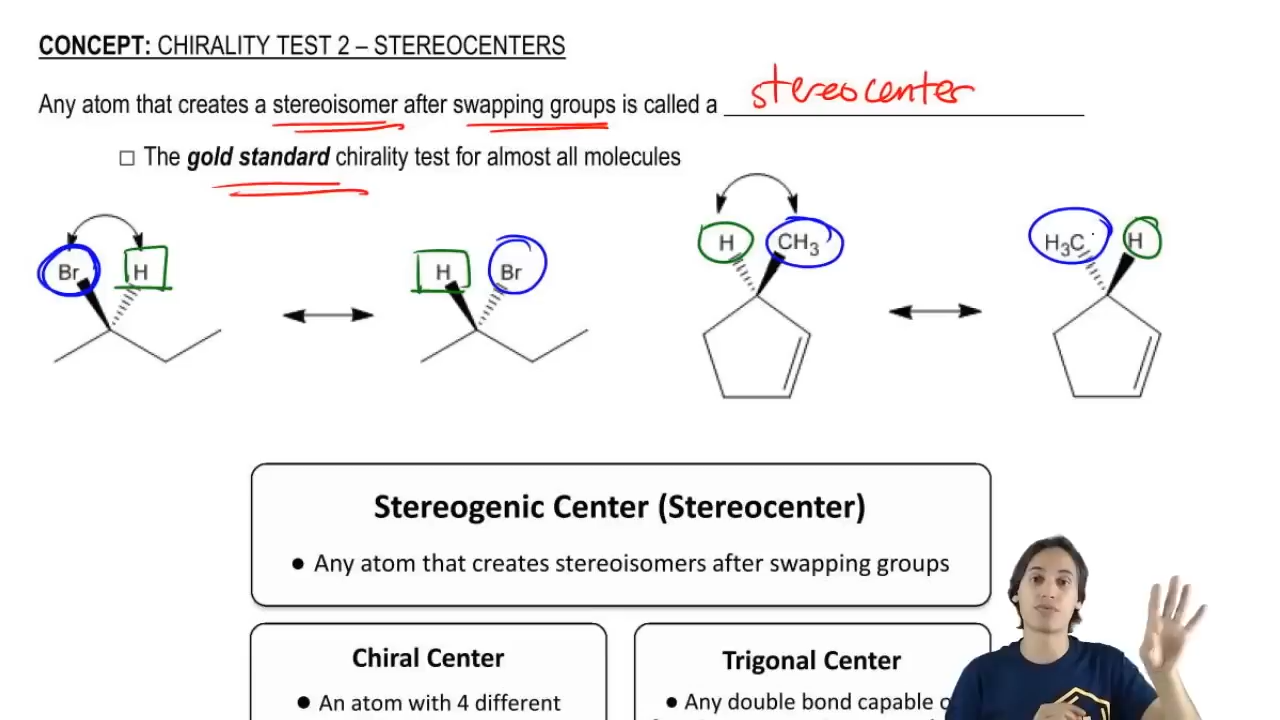 CONCEPT: CHIRALITY TEST 2 – STEREOCENTERS
Any atom that creates a stereoisomer after swapping groups is called a stereocenter
□ The gold standard chirality test for almost all molecules
Br H
H Br
H CH3
H3C H
Stereogenic Center (Stereocenter)
● Any atom that creates stereoisomers after swapping groups
Chiral Center
● An atom with 4 different
Trigonal Center
● Any double bond capable